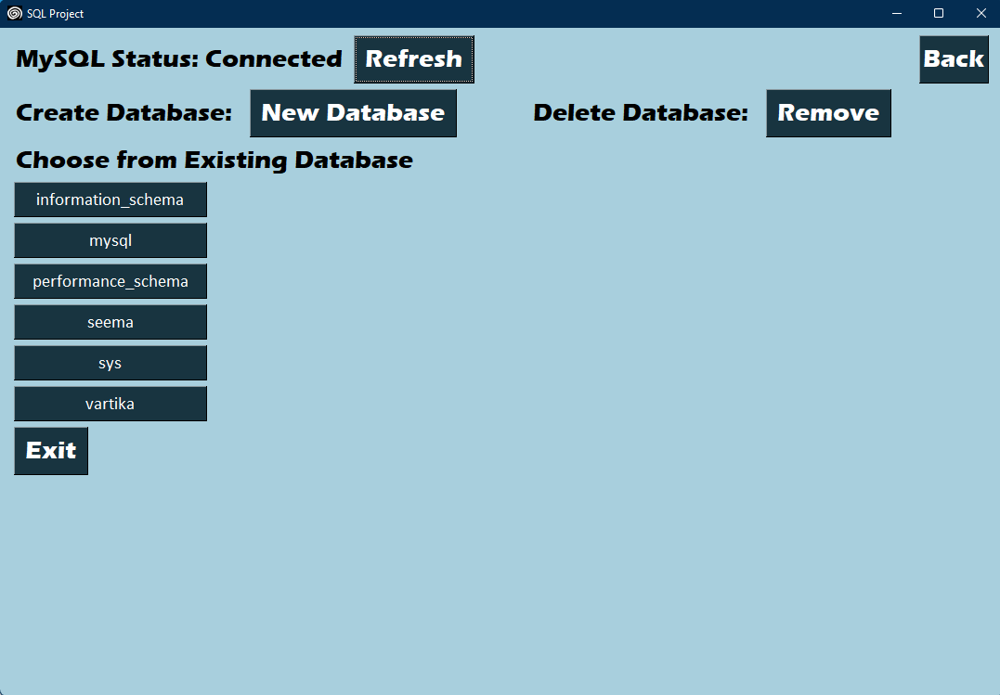 SQL Project
MySQL Status: Connected Refresh Back
Create Database: New Database Delete Database: Remove
Choose from Existing Database
information_schema
mysql
performance_schema
seema
sys
vartika
Exit